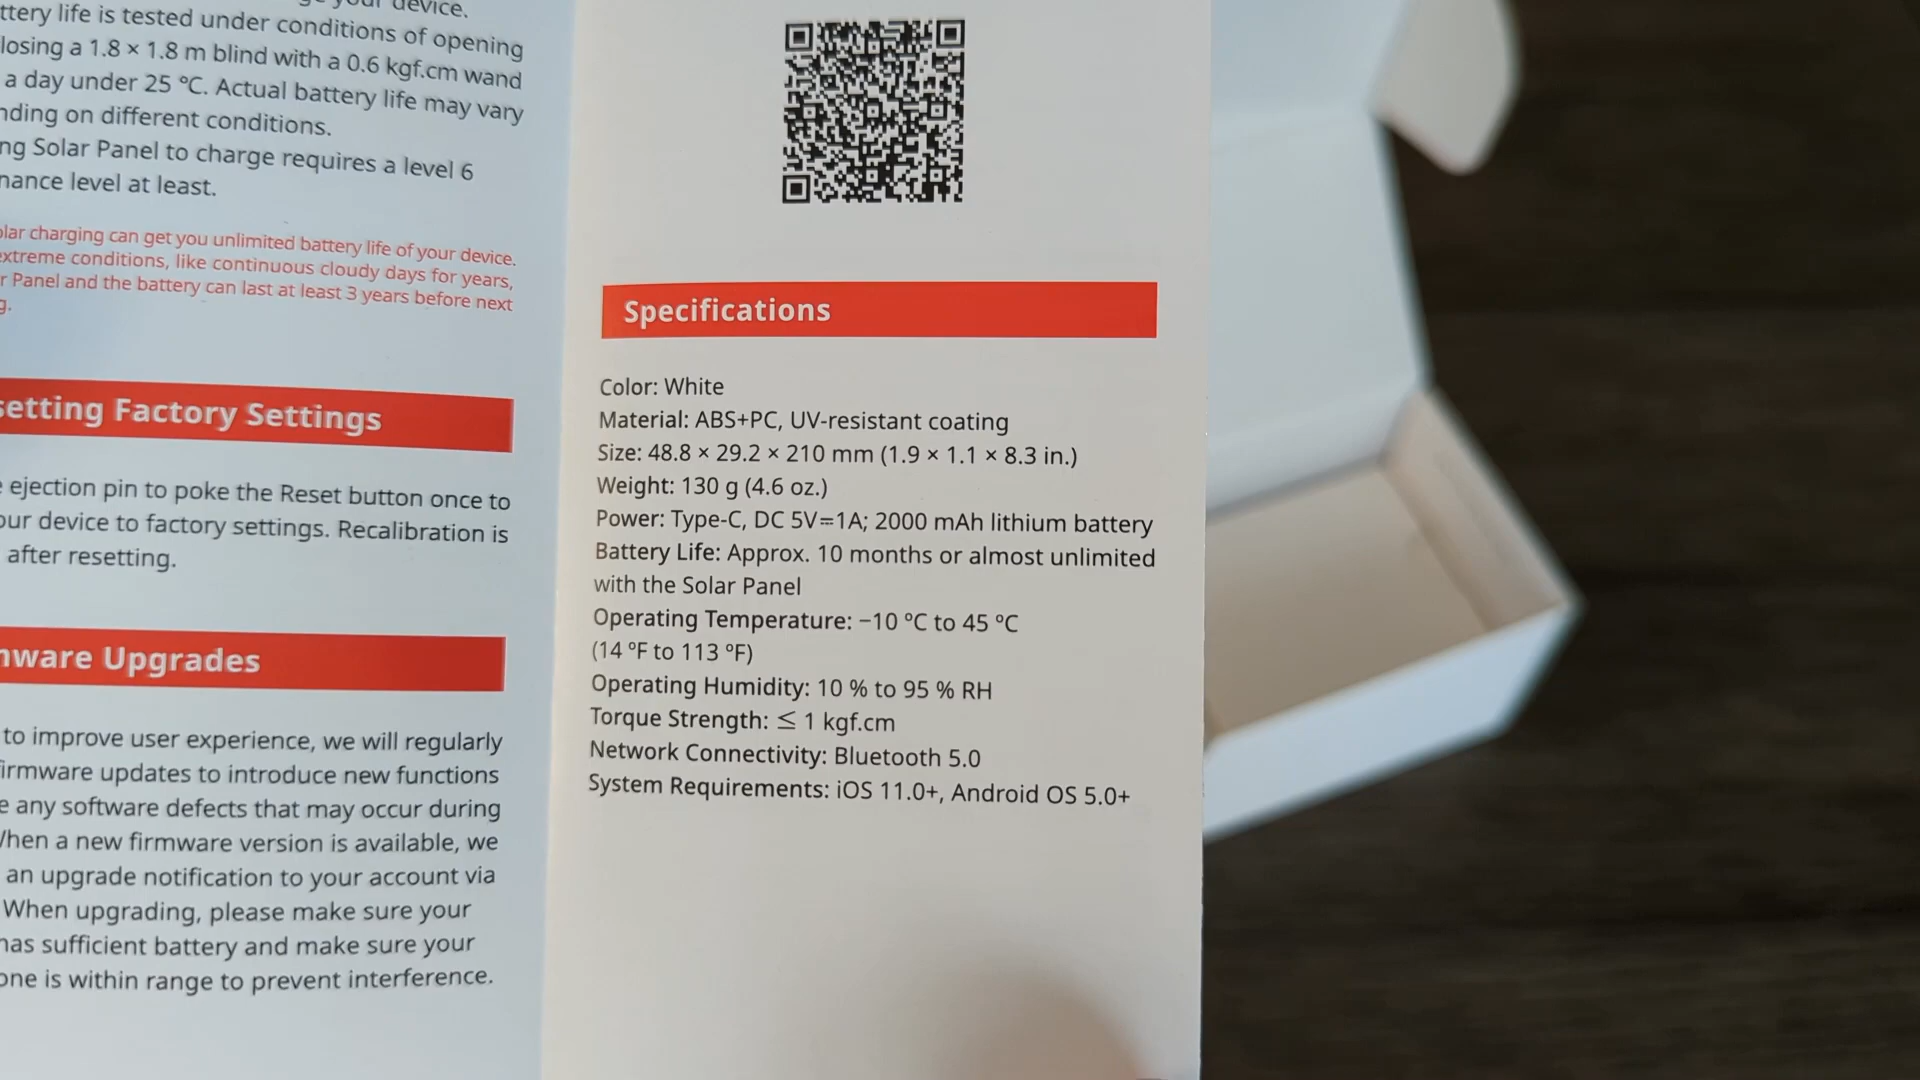 your device.
ttery life is tested under conditions of opening
losing a 1.8 × 1.8 m blind with a 0.6 kgf.cm wand
a day under 25 ℃. Actual battery life may vary
nding on different conditions.
ng Solar Panel to charge requires a level 6
nance level at least.
olar charging can get you unlimited battery life of your device.
extreme conditions, like continuous cloudy days for years,
r Panel and the battery can last at least 3 years before next
g.
setting Factory Settings
e ejection pin to poke the Reset button once to
our device to factory settings. Recalibration is
after resetting.
nware Upgrades
to improve user experience, we will regularly
firmware updates to introduce new functions
e any software defects that may occur during
When a new firmware version is available, we
an upgrade notification to your account via
When upgrading, please make sure your
has sufficient battery and make sure your
one is within range to prevent interference.
Specifications
Color: White
Material: ABS+PC, UV-resistant coating
Size: 48.8 × 29.2 × 210 mm (1.9 × 1.1 × 8.3 in.)
Weight: 130 g (4.6 oz.)
Power: Type-C, DC 5V⎓1A; 2000 mAh lithium battery
Battery Life: Approx. 10 months or almost unlimited
with the Solar Panel
Operating Temperature: −10 ℃ to 45 ℃
(14 ℉ to 113 ℉)
Operating Humidity: 10 % to 95 % RH
Torque Strength: ≤ 1 kgf.cm
Network Connectivity: Bluetooth 5.0
System Requirements: iOS 11.0+, Android OS 5.0+